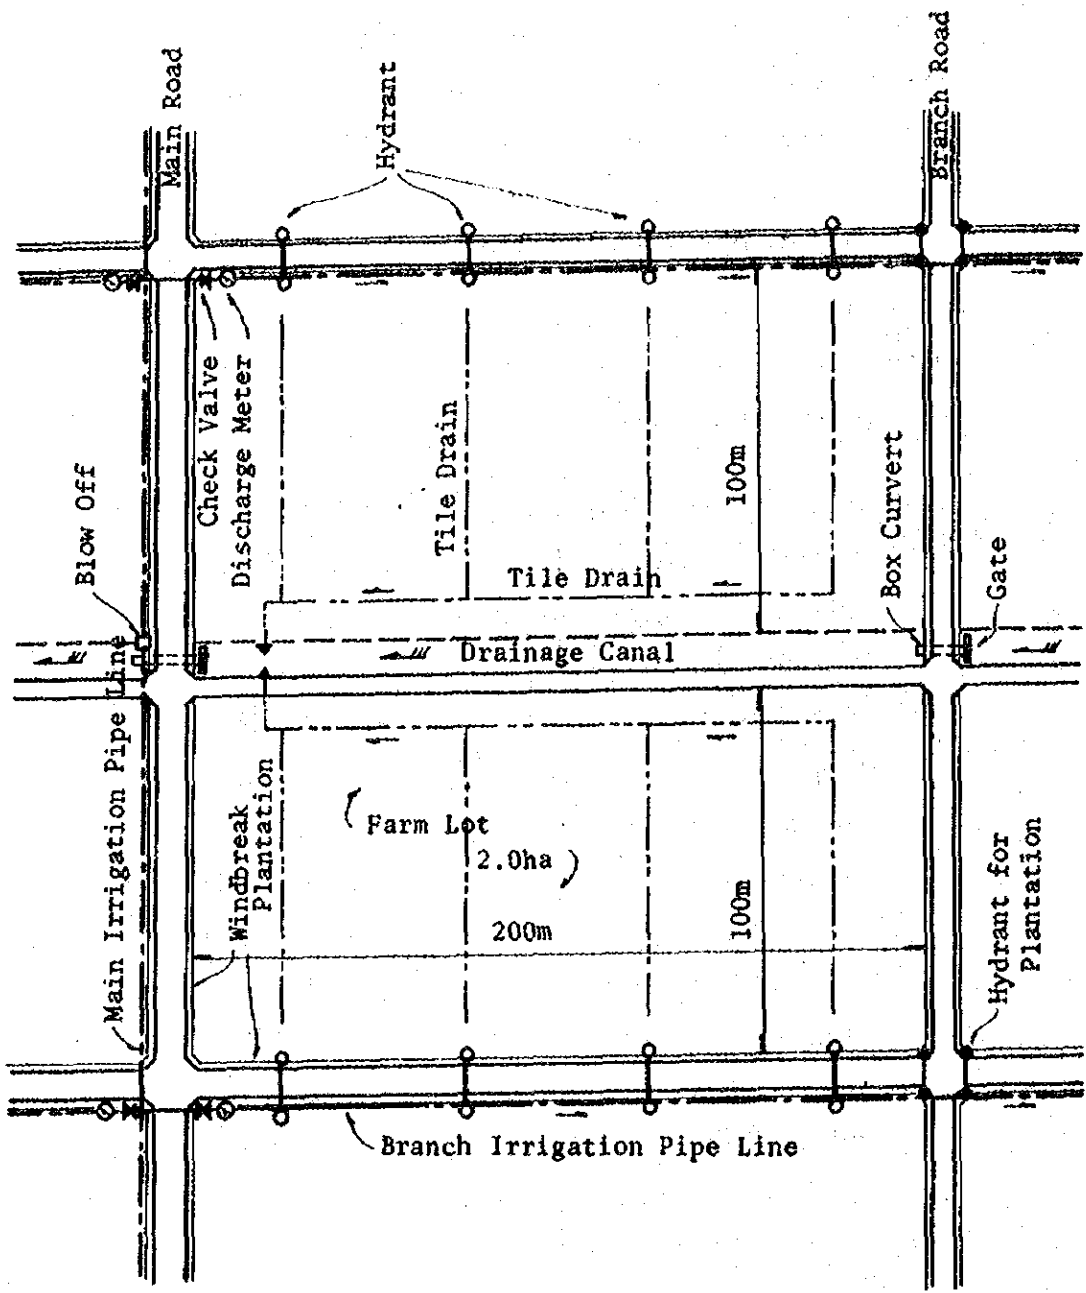 Main Road
Hydrant
Branch Road
Check Valve
Discharge Meter
Blow Off
Tile Drain
100m
Box Curvert
Gate
Tile Drain
Drainage Canal
Main Irrigation Pipe Line
Windbreak
Plantation
Farm Lot
2.0ha
200m
100m
Hydrant for
Plantation
Branch Irrigation Pipe Line